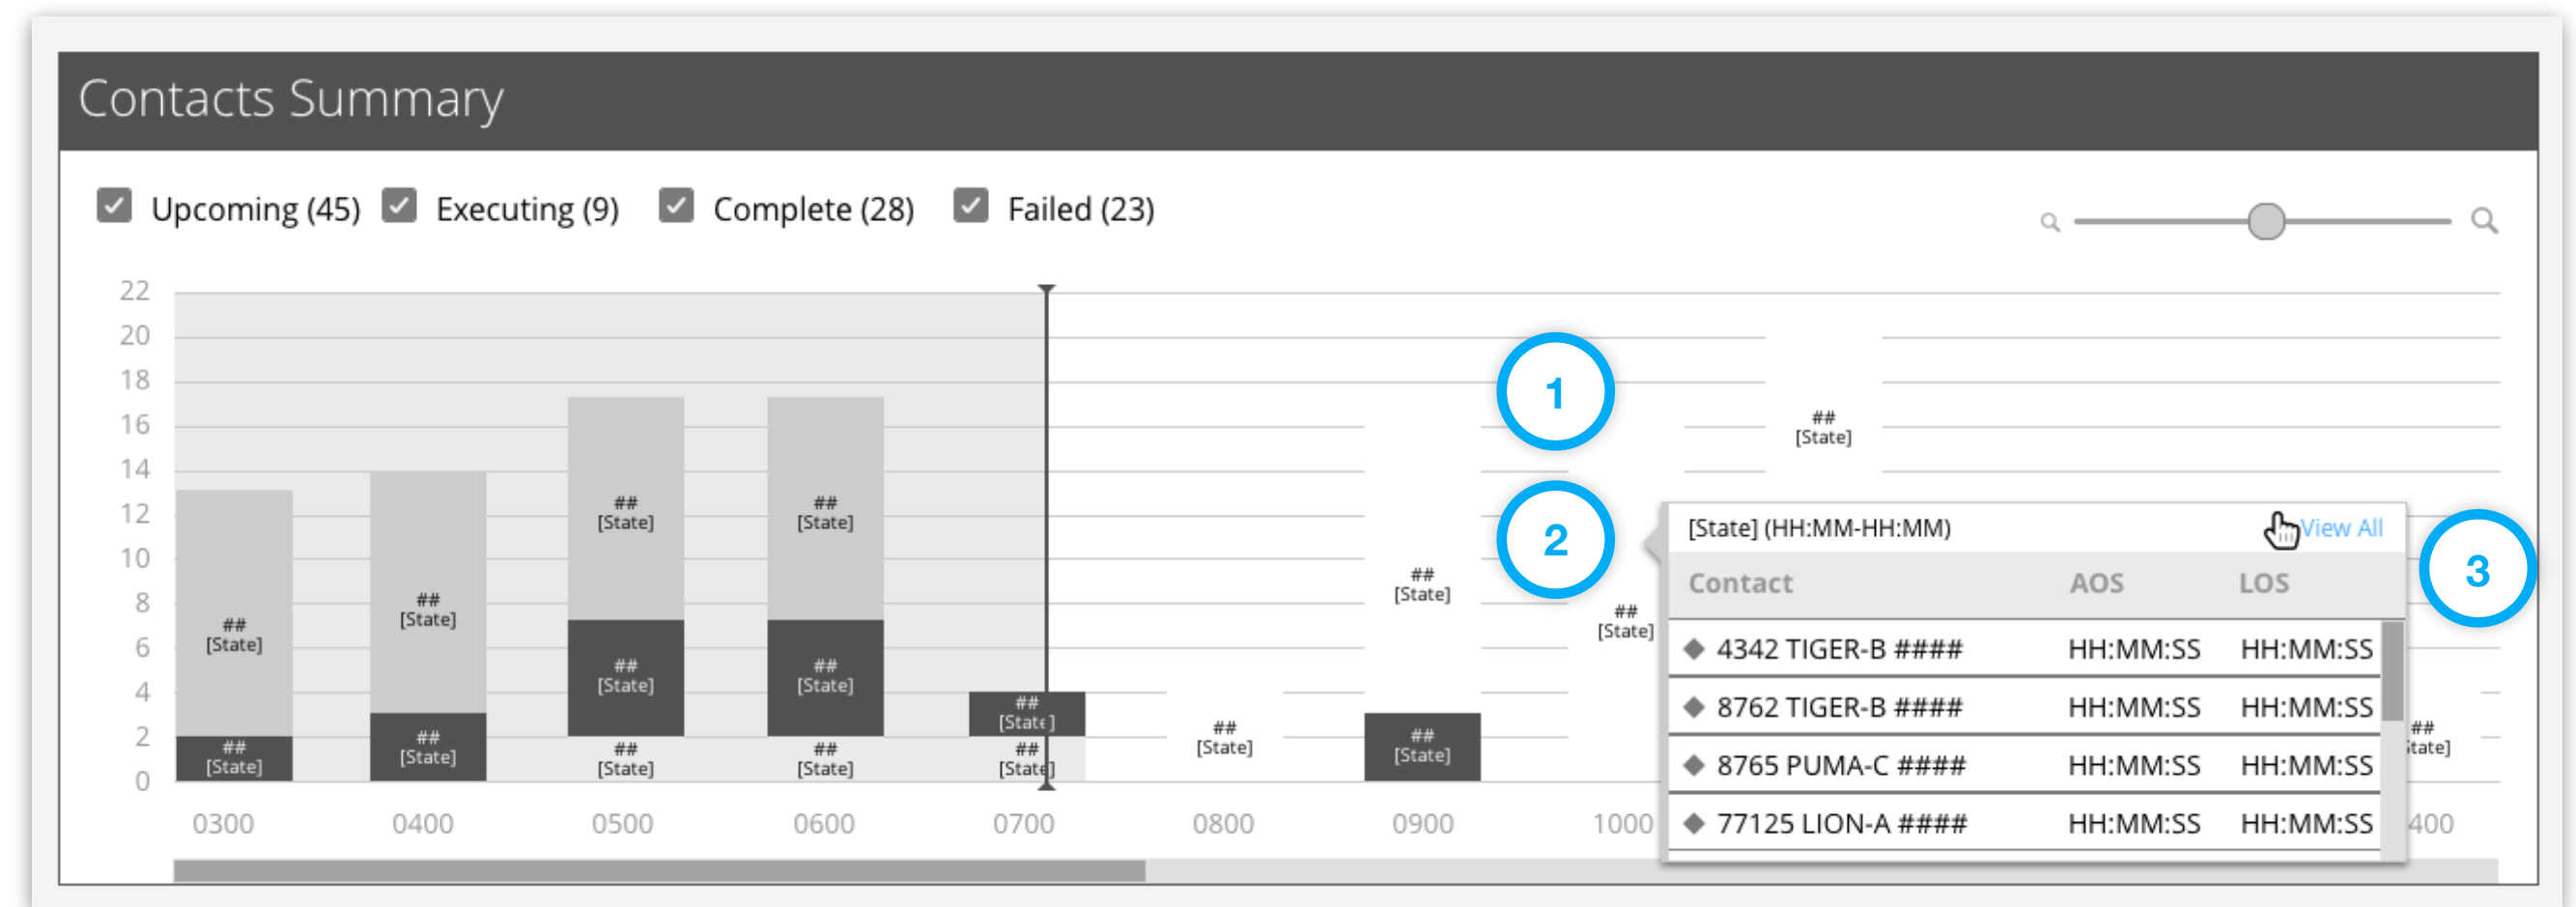 Contacts Summary
Upcoming (45) Executing (9) Complete (28) Failed (23)
22
20
18
16
14
12
10
8
6
4
2
0
##
[State]
##
[State]
##
[State]
##
[State]
##
[State]
##
[State]
##
[State]
##
[State]
##
[State]
##
[State]
##
[State]
##
[State]
##
[State]
##
[State]
##
[State]
##
[State]
##
[State]
##
[State]
##
0300 0400 0500 0600 0700 0800 0900 1000 400
1
2
3
[State] (HH:MM-HH:MM) View All
Contact AOS LOS
4342 TIGER-B #### HH:MM:SS HH:MM:SS
8762 TIGER-B #### HH:MM:SS HH:MM:SS
8765 PUMA-C #### HH:MM:SS HH:MM:SS
77125 LION-A #### HH:MM:SS HH:MM:SS